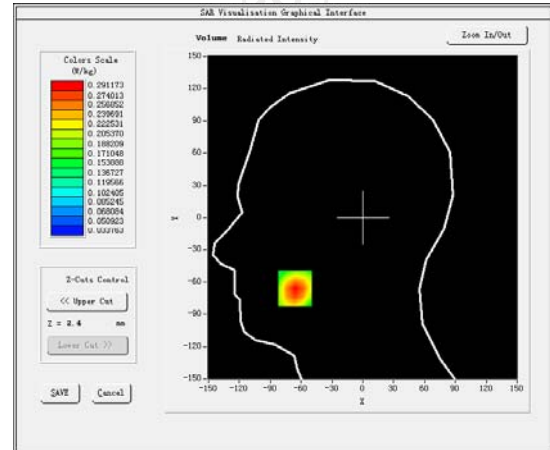 SAR Visualisation Graphical Interface
Volume Radiated Intensity
Zoom In/Out
Colors Scale
(W/kg)
0.291173
0.274013
0.256852
0.239691
0.222531
0.205370
0.188209
0.171048
0.153888
0.136727
0.119566
0.102405
0.085245
0.068084
0.050923
0.033763
150
120
90
60
30
0
-30
-60
-90
-120
-150
Y
-150 -120 -90 -60 -30 0 30 60 90 120 150
X
Z-Cuts Control
<< Upper Cut
Z = 2.4 mm
Lower Cut >>
SAVE Cancel